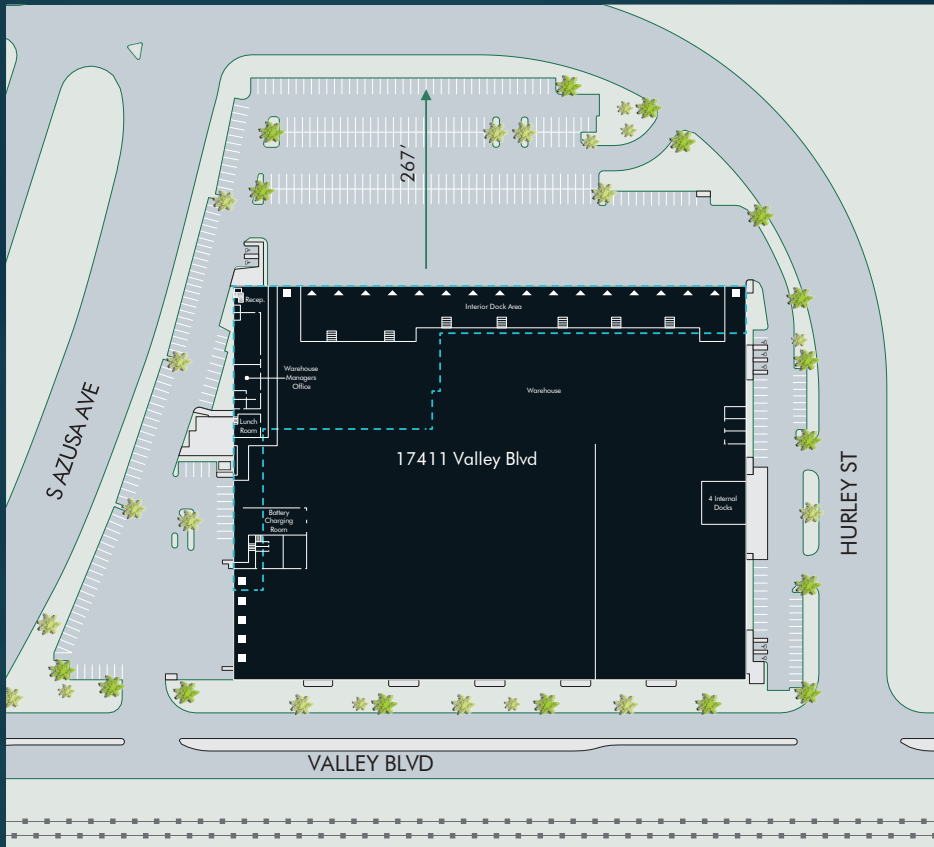 267'
Recep.
Interior Dock Area
Warehouse
Managers
Office
Warehouse
Lunch
Room
17411 Valley Blvd
4 Internal
Docks
Battery
Charging
Room
S AZUSA AVE
HURLEY ST
VALLEY BLVD